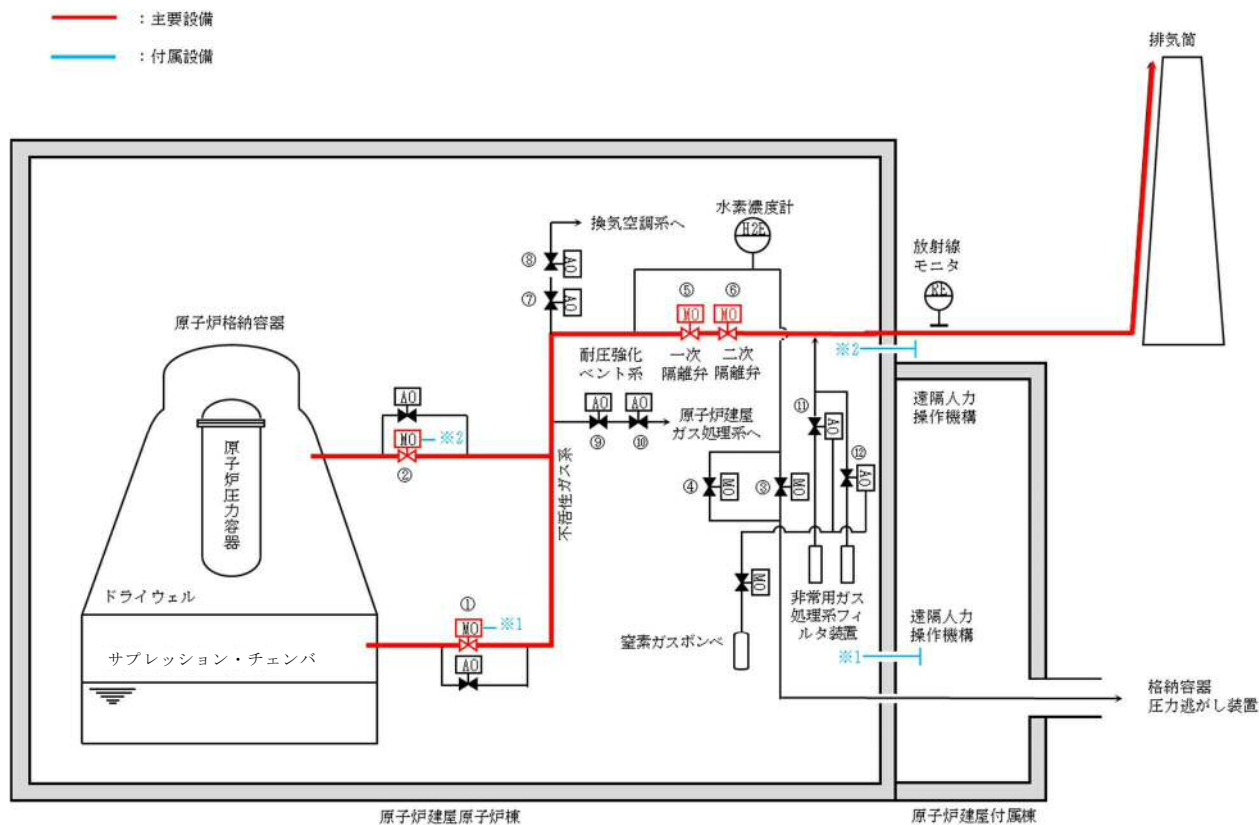 ：主要設備
：付属設備
排気筒
水素濃度計
H2E
換気空調系へ
⑧
AO
⑦
AO
放射線
モニタ
RE
⑤
⑥
MO
MO
原子炉格納容器
※2
耐圧強化
ベント系
一次
隔離弁
二次
隔離弁
遠隔人力
操作機構
AO
MO
※2
②
AO
AO
⑨
⑩
原子炉建屋
ガス処理系へ
⑪
AO
⑫
AO
原子炉圧力容器
不活性ガス系
④
MO
③
MO
ドライウェル
①
MO
※1
AO
サプレッション・チェンバ
MO
窒素ガスボンベ
非常用ガス
処理系フィ
ルタ装置
遠隔人力
操作機構
※1
格納容器
圧力逃がし装置
原子炉建屋原子炉棟
原子炉建屋付属棟